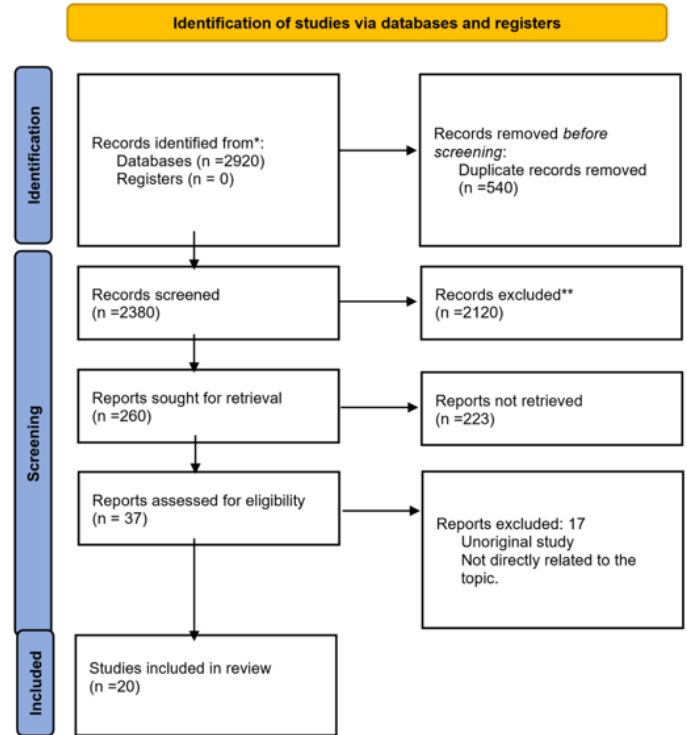 Identification of studies via databases and registers
Identification
Records identified from*:
Databases (n =2920)
Registers (n = 0)
Records removed before
screening:
Duplicate records removed
(n =540)
Screening
Records screened
(n =2380)
Records excluded**
(n =2120)
Reports sought for retrieval
(n =260)
Reports not retrieved
(n =223)
Reports assessed for eligibility
(n = 37)
Reports excluded: 17
Unoriginal study
Not directly related to the
topic.
Included
Studies included in review
(n =20)